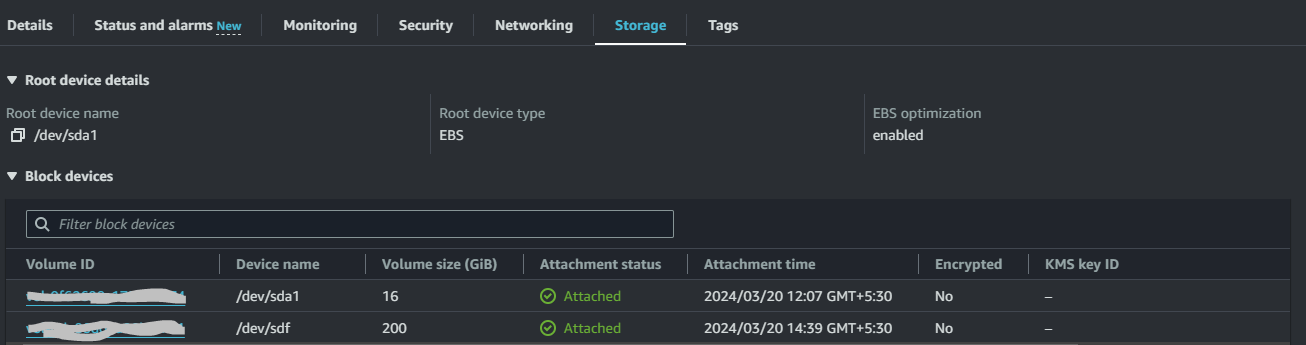 Details Status and alarms New Monitoring Security Networking Storage Tags
Root device details
Root device name Root device type EBS optimization
/dev/sda1 EBS enabled
Block devices
Filter block devices
Volume ID Device name Volume size (GiB) Attachment status Attachment time Encrypted KMS key ID
/dev/sda1 16 Attached 2024/03/20 12:07 GMT+5:30 No –
/dev/sdf 200 Attached 2024/03/20 14:39 GMT+5:30 No –